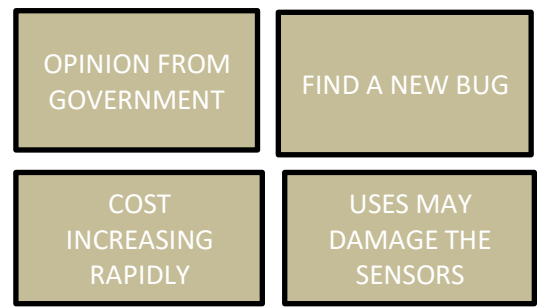 OPINION FROM
GOVERNMENT
FIND A NEW BUG
COST
INCREASING
RAPIDLY
USES MAY
DAMAGE THE
SENSORS